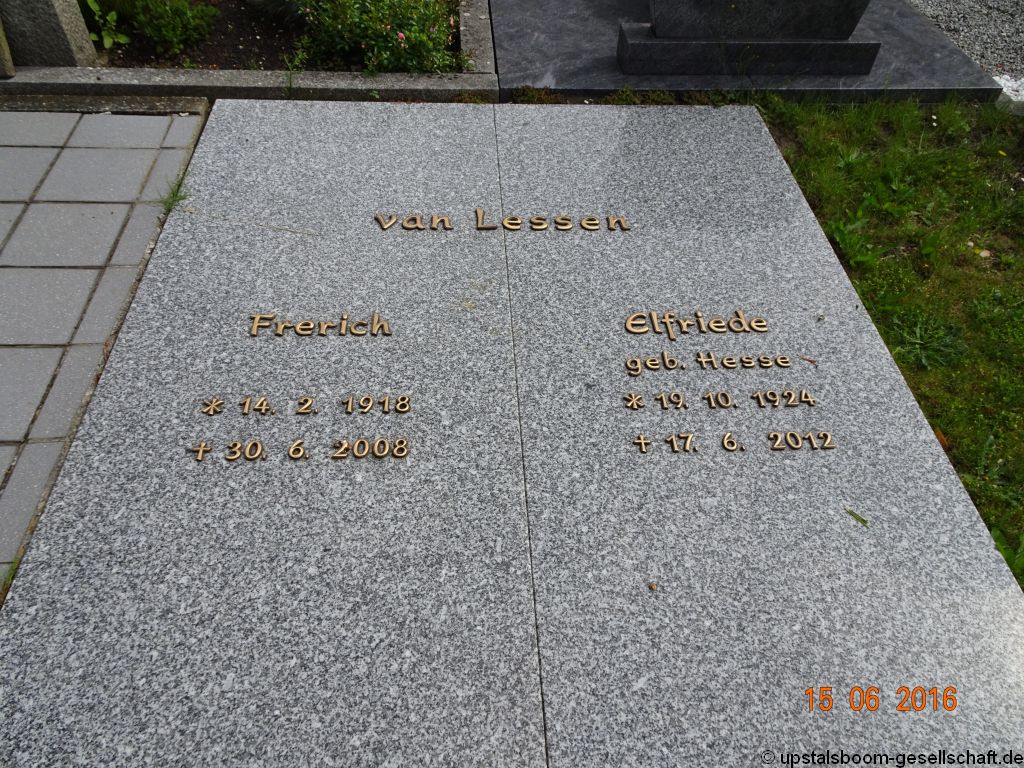 van Lessen
Frerich
* 14. 2. 1918
† 30. 6. 2008
Elfriede
geb. Hesse
* 19. 10. 1924
† 17. 6. 2012
15 06 2016
© upstalsboom-gesellschaft.de